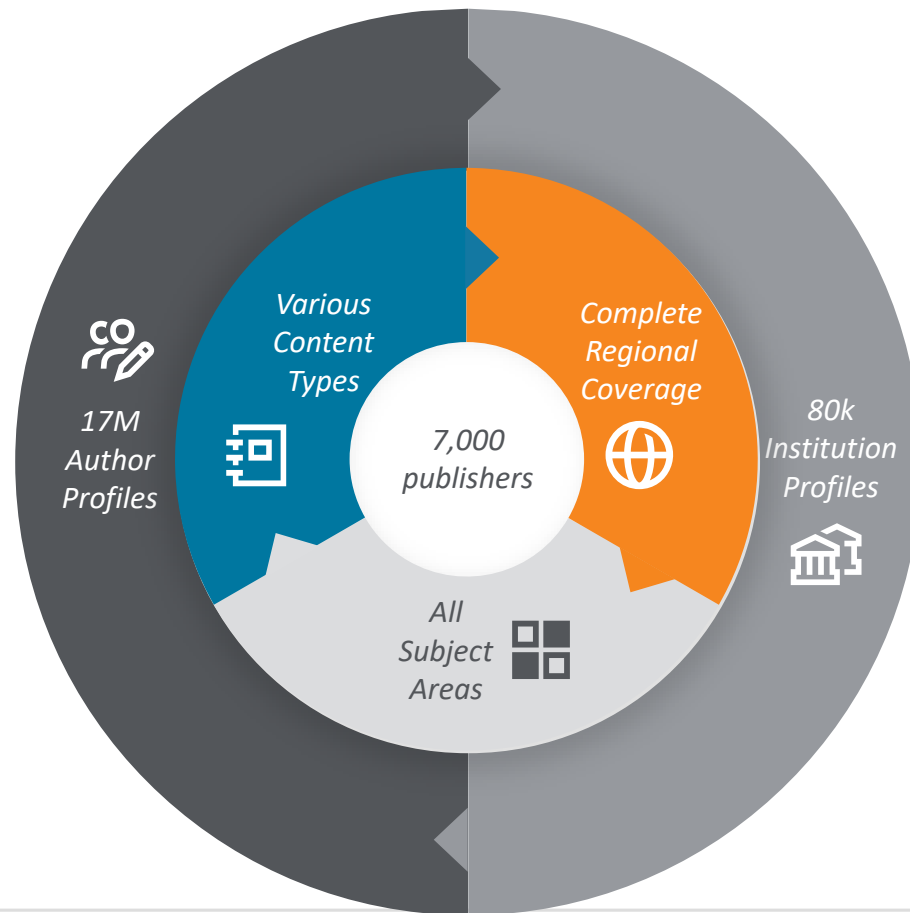 Various
Content
Types
Complete
Regional
Coverage
17M
Author
Profiles
7,000
publishers
80k
Institution
Profiles
All
Subject
Areas